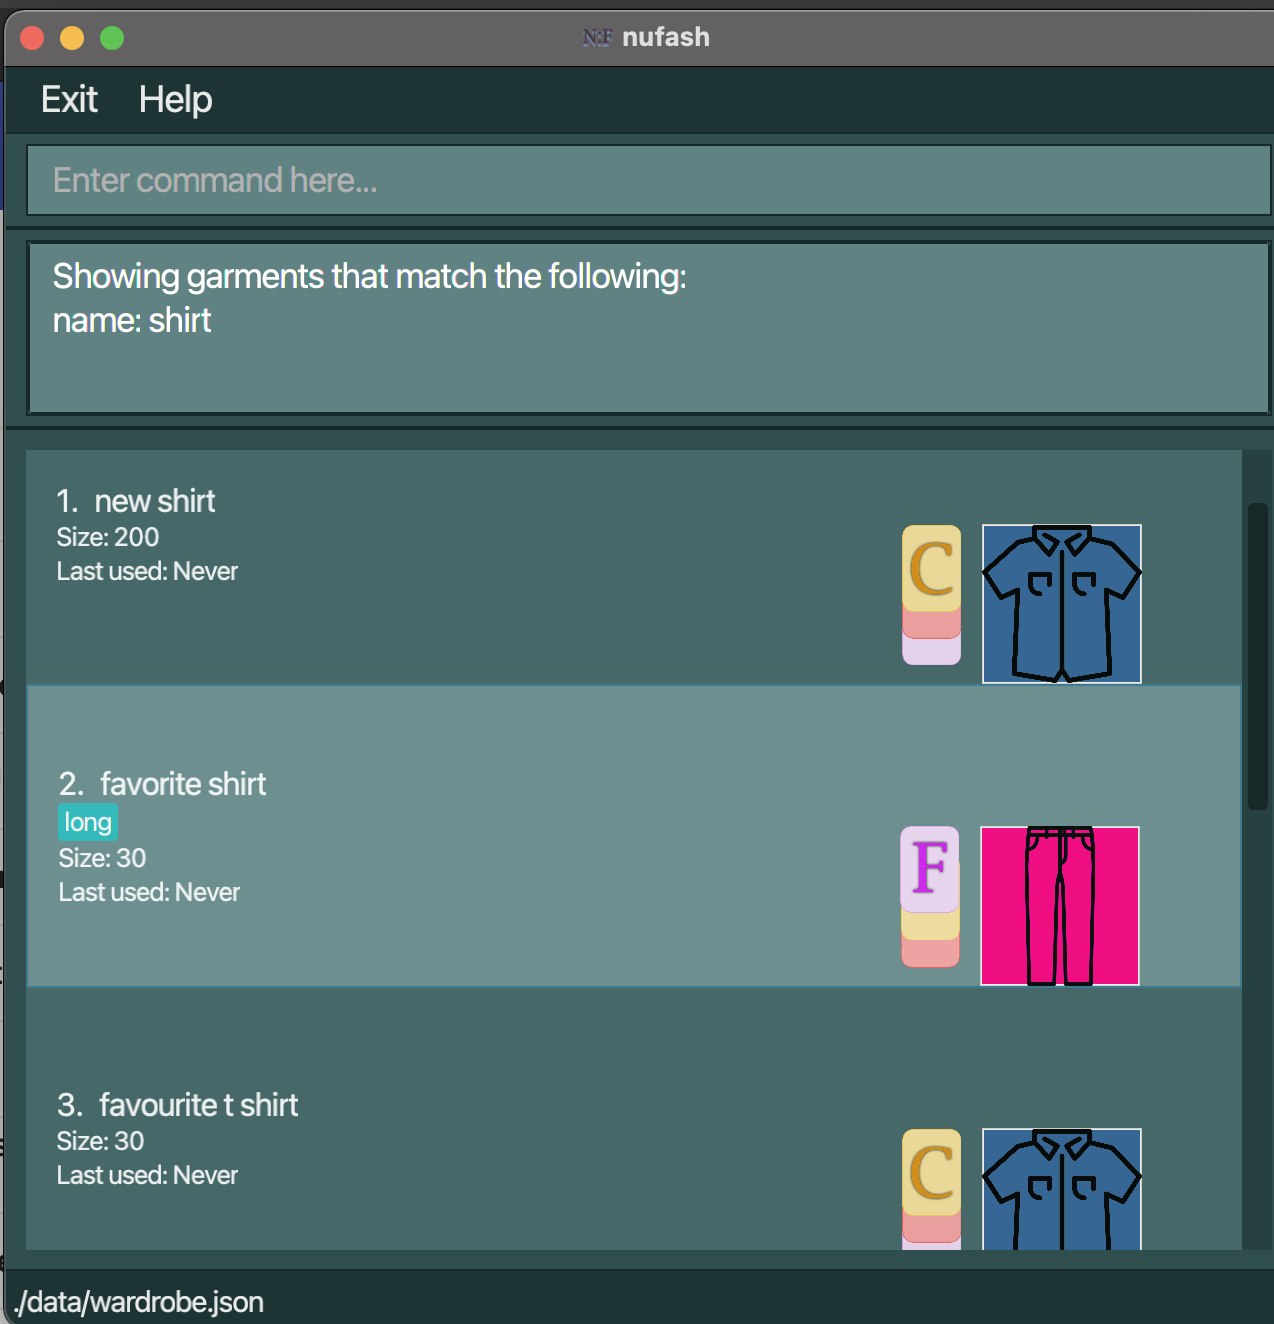 N:F nufash
Exit Help
Enter command here...
Showing garments that match the following:
name: shirt
1. new shirt
Size: 200
Last used: Never
C
2. favorite shirt
long
Size: 30
Last used: Never
F
3. favourite t shirt
Size: 30
Last used: Never
C
./data/wardrobe.json